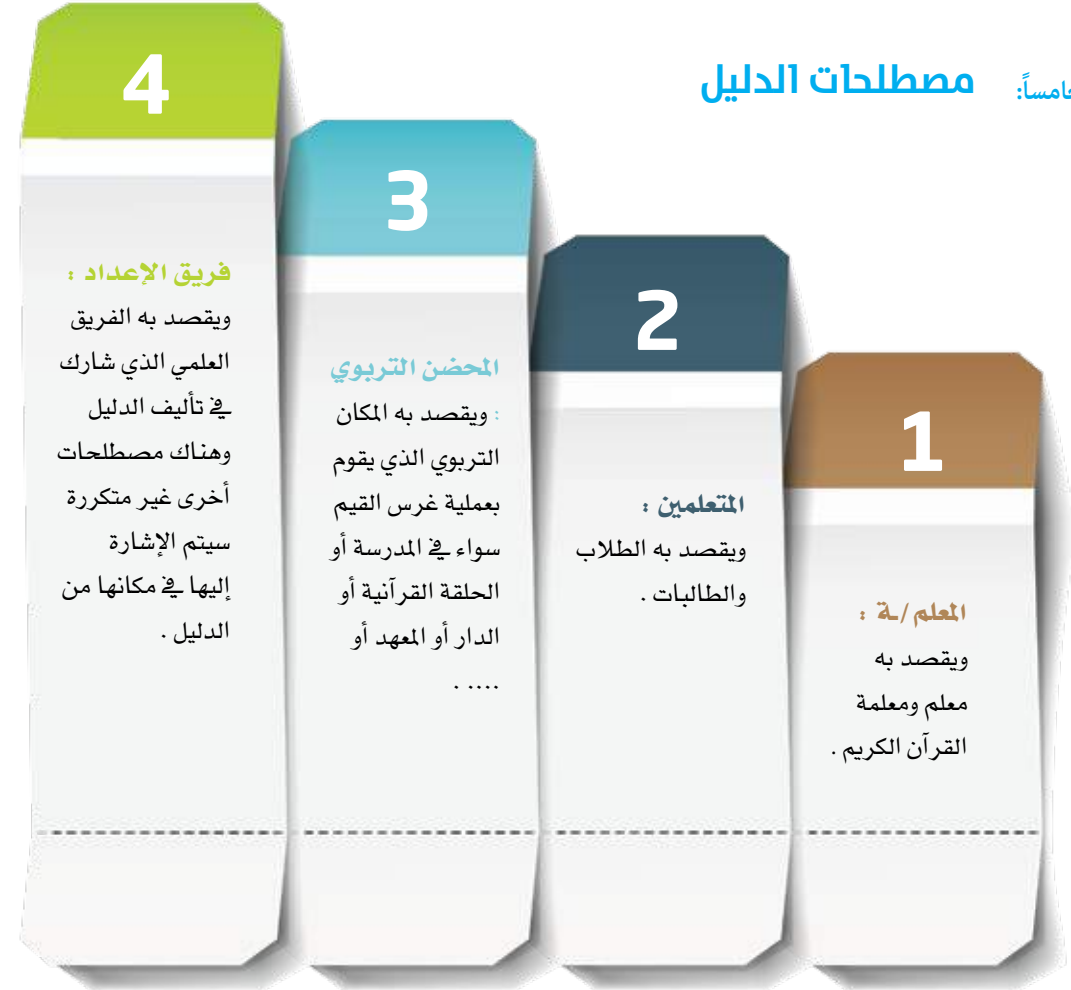 خامساً: مصطلحات الدليل
1
المعلم/ـة :
ويقصد به
معلم ومعلمة
القرآن الكريم .
2
المتعلمين :
ويقصد به الطلاب
والطالبات .
3
المحضن التربوي
: ويقصد به المكان
التربوي الذي يقوم
بعملية غرس القيم
سواء في المدرسة أو
الحلقة القرآنية أو
الدار أو المعهد أو
.... .
4
فريق الإعداد :
ويقصد به الفريق
العلمي الذي شارك
في تأليف الدليل
وهناك مصطلحات
أخرى غير متكررة
سيتم الإشارة
إليها في مكانها من
الدليل .